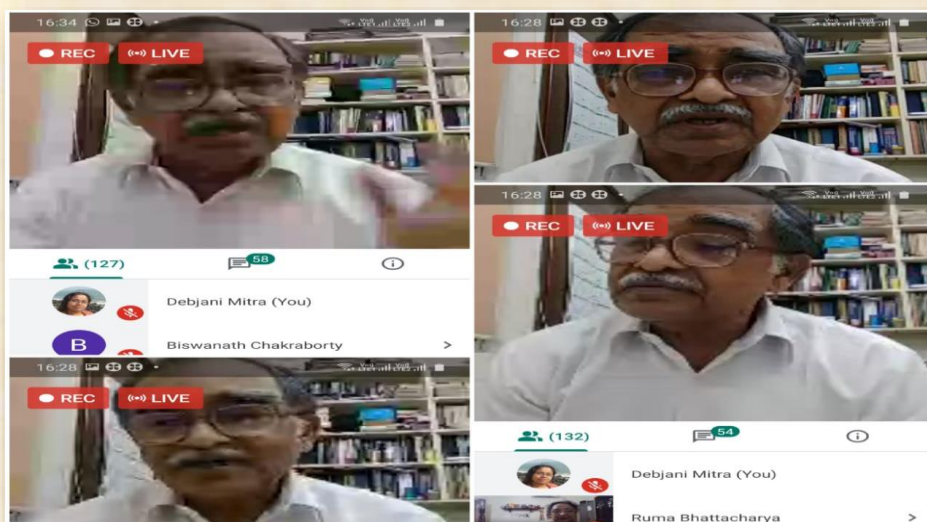 16:34
REC LIVE
(127) 58
Debjani Mitra (You)
B Biswanath Chakraborty
16:28
REC LIVE
16:28
REC LIVE
16:28
REC LIVE
(132) 54
Debjani Mitra (You)
Ruma Bhattacharya